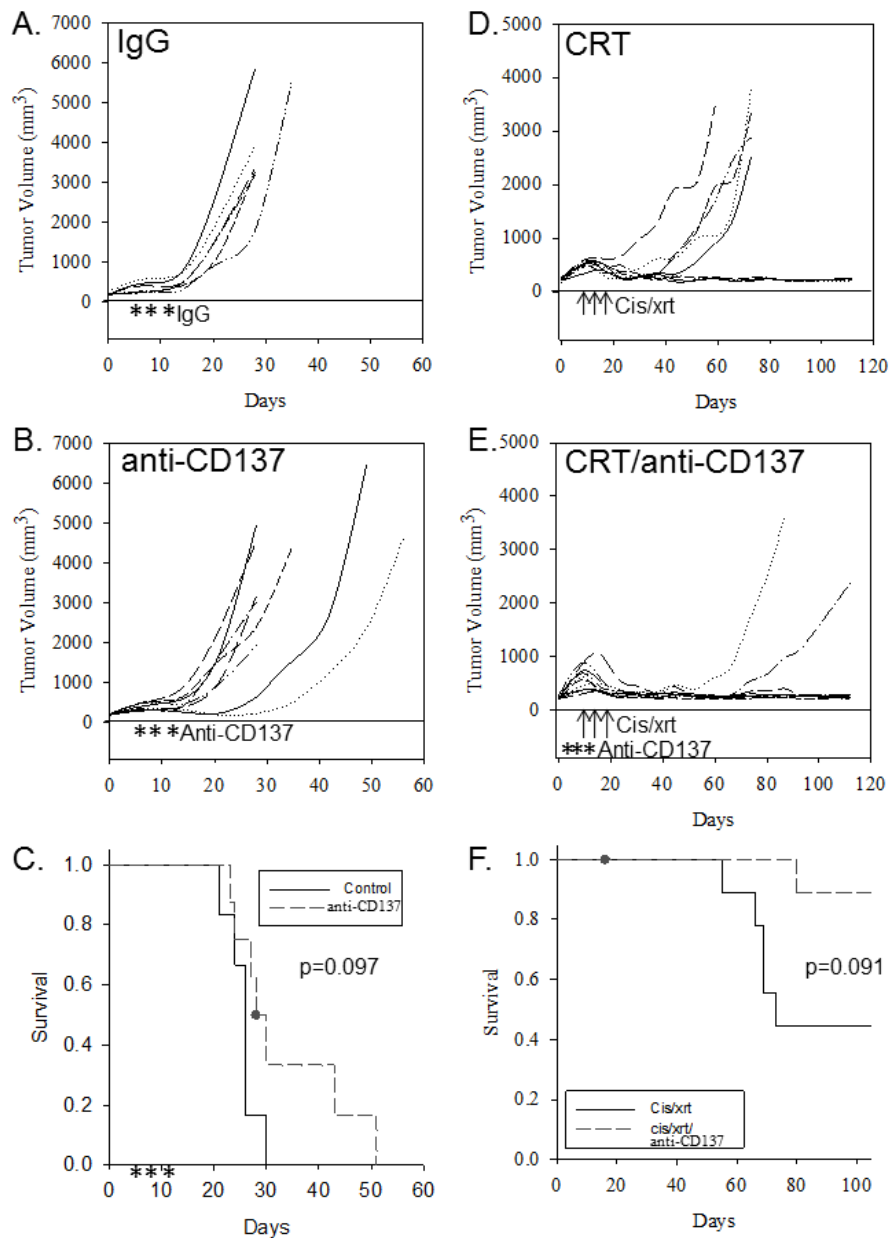 A.
IgG
7000
6000
5000
4000
3000
2000
1000
0
Tumor Volume (mm³)
***IgG
0 10 20 30 40 50 60
Days
B.
anti-CD137
7000
6000
5000
4000
3000
2000
1000
0
Tumor Volume (mm³)
***Anti-CD137
0 10 20 30 40 50 60
Days
C.
1.0
0.8
0.6
0.4
0.2
0.0
Survival
Control
anti-CD137
p=0.097
***
0 10 20 30 40 50 60
Days
D.
CRT
5000
4000
3000
2000
1000
0
Tumor Volume (mm³)
↑↑↑Cis/xrt
0 20 40 60 80 100 120
Days
E.
CRT/anti-CD137
5000
4000
3000
2000
1000
0
Tumor Volume (mm³)
↑↑↑Cis/xrt
***Anti-CD137
0 20 40 60 80 100 120
Days
F.
1.0
0.8
0.6
0.4
0.2
0.0
Survival
p=0.091
Cis/xrt
cis/xrt/
anti-CD137
0 20 40 60 80 100
Days